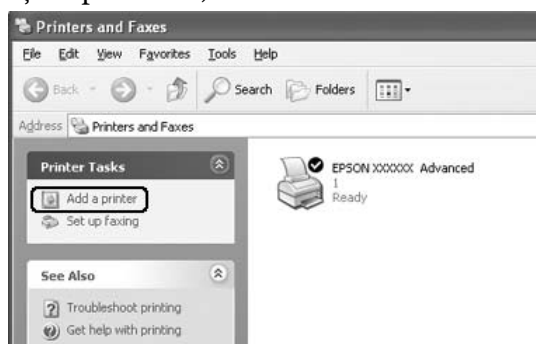 Printers and Faxes
File Edit View Favorites Tools Help
Back Search Folders
Address Printers and Faxes
Printer Tasks
Add a printer
Set up faxing
See Also
Troubleshoot printing
Get help with printing
EPSON XXXXXX Advanced
1
Ready